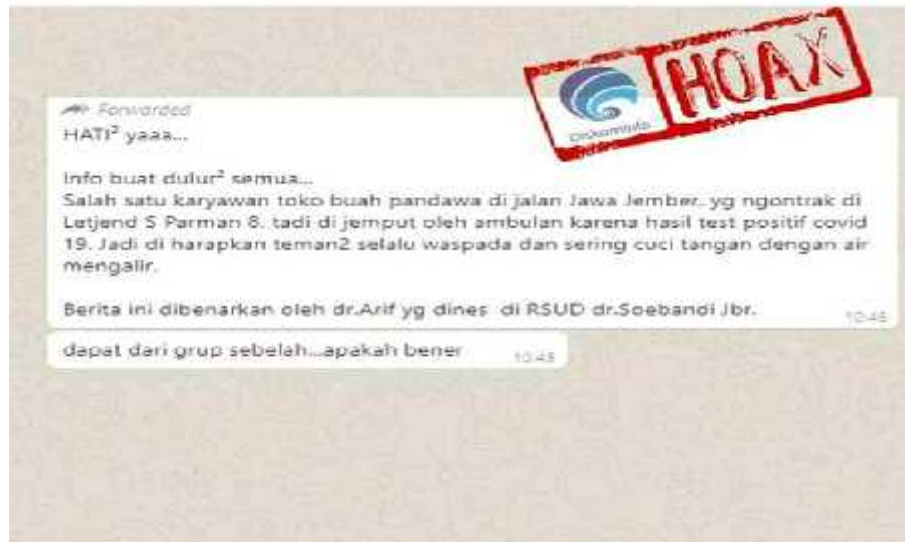 HOAX
Diskominfo
Forwarded
HATI² yaaa...
Info buat dulur² semua...
Salah satu karyawan toko buah pandawa di jalan Jawa Jember. yg ngontrak di
Letjend S Parman 8. tadi di jemput oleh ambulan karena hasil test positif covid
19. Jadi di harapkan teman2 selalu waspada dan sering cuci tangan dengan air
mengalir.
Berita ini dibenarkan oleh dr.Arif yg dines di RSUD dr.Soebandi Jbr.
10:48
dapat dari grup sebelah...apakah bener
10:48